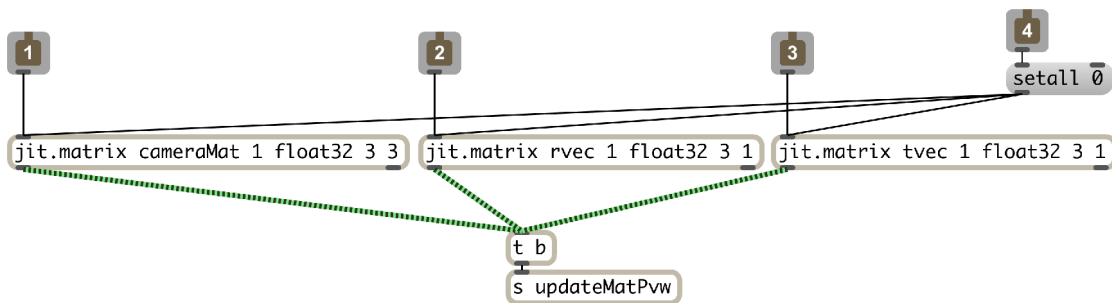 1
2
3
4
setall 0
jit.matrix cameraMat 1 float32 3 3
jit.matrix rvec 1 float32 3 1
jit.matrix tvec 1 float32 3 1
t b
s updateMatPvw